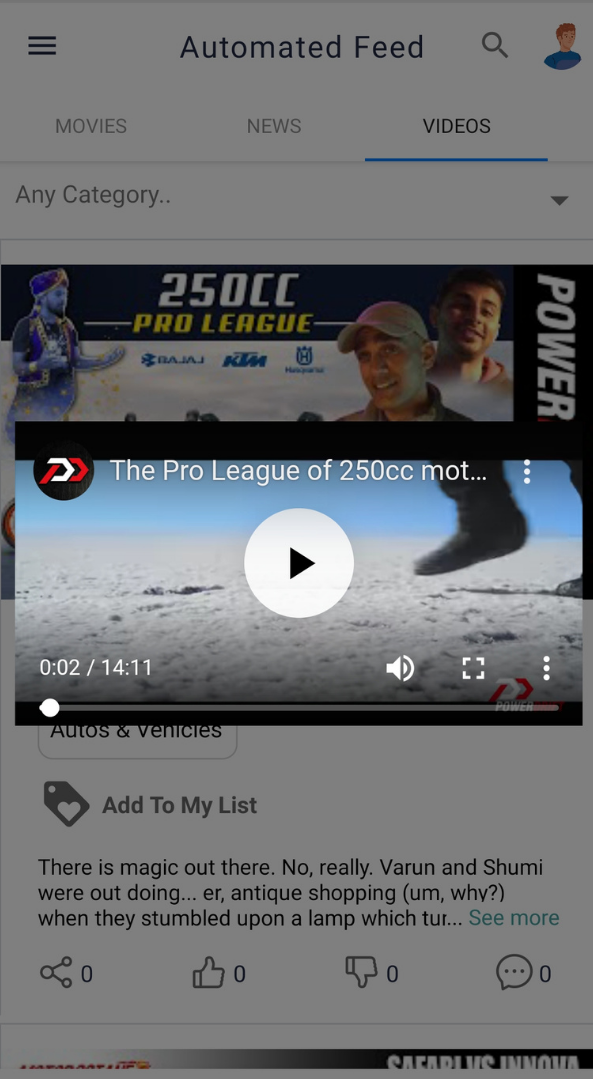 Automated Feed
MOVIES
NEWS
VIDEOS
Any Category..
250CC
PRO LEAGUE
BAJAJ
KTM
Husqvarna
POWER
The Pro League of 250cc mot...
0:02 / 14:11
POWER
Autos & Vehicles
Add To My List
There is magic out there. No, really. Varun and Shumi
were out doing... er, antique shopping (um, why?)
when they stumbled upon a lamp which tur... See more
0
0
0
0
SAFARI VS INNOVA